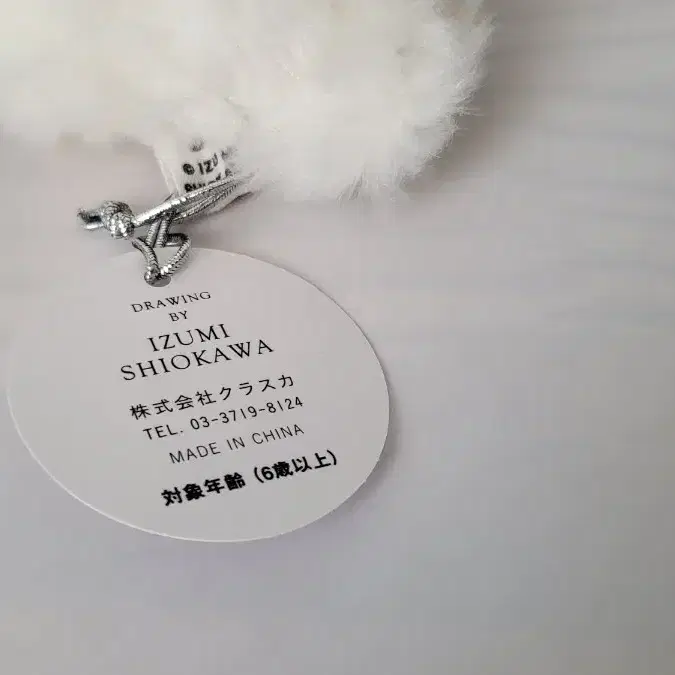 © IZU
DRAWING
BY
IZUMI
SHIOKAWA
株式会社クラスカ
TEL. 03-3719-8124
MADE IN CHINA
対象年齢（6歳以上）